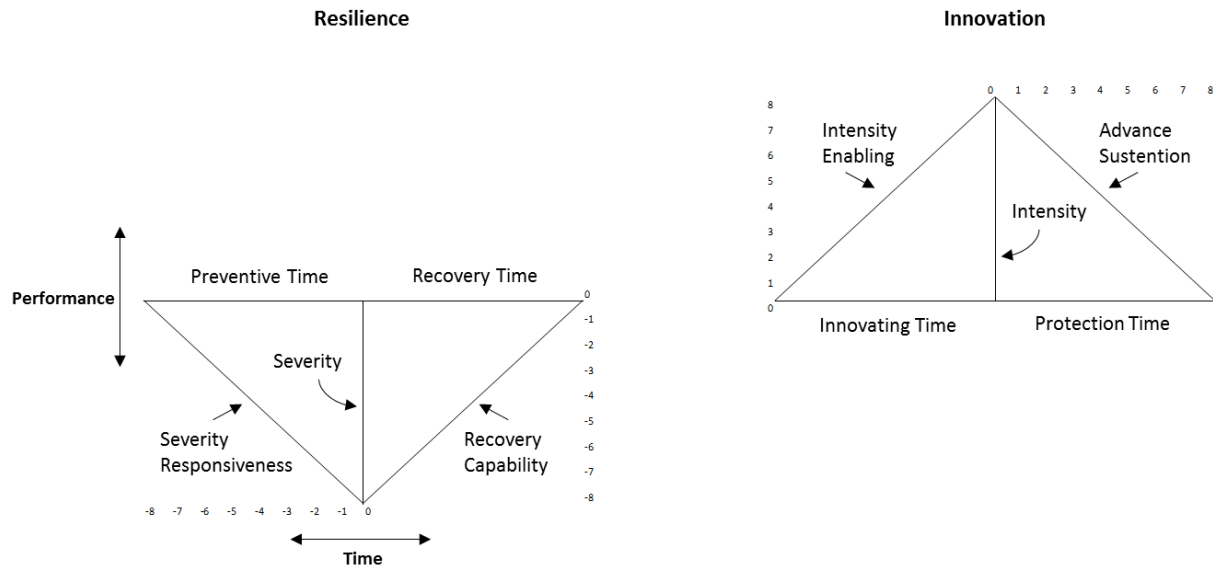 Resilience
Performance
Preventive Time
Recovery Time
Severity
Severity
Responsiveness
Recovery
Capability
0
-1
-2
-3
-4
-5
-6
-7
-8
-8 -7 -6 -5 -4 -3 -2 -1 0
Time
Innovation
0 1 2 3 4 5 6 7 8
8
7
6
5
4
3
2
1
0
Intensity
Enabling
Advance
Sustention
Intensity
Innovating Time
Protection Time